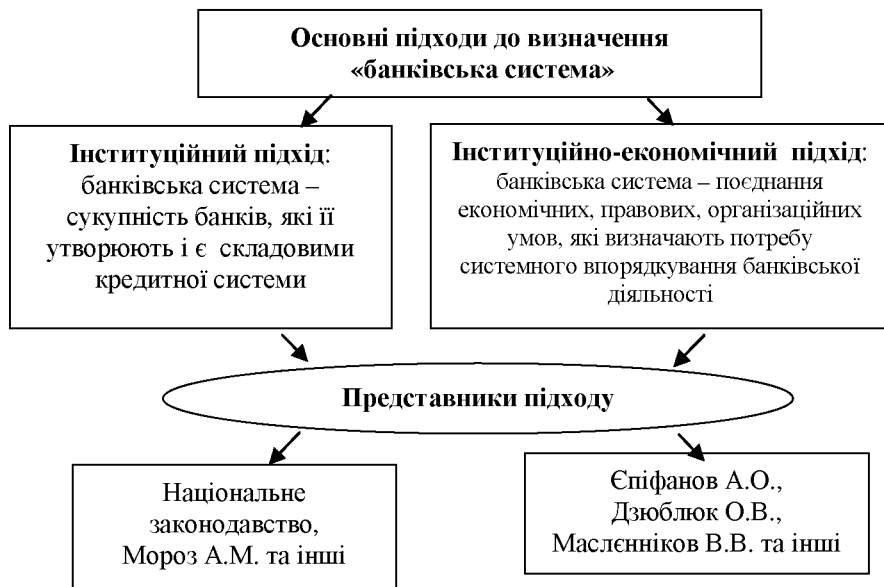 Основні підходи до визначення
«банківська система»
Інституційний підхід:
банківська система –
сукупність банків, які її
утворюють і є складовими
кредитної системи
Інституційно-економічний підхід:
банківська система – поєднання
економічних, правових, організаційних
умов, які визначають потребу
системного впорядкування банківської
діяльності
Представники підходу
Національне
законодавство,
Мороз А.М. та інші
Єпіфанов А.О.,
Дзюблюк О.В.,
Маслєнніков В.В. та інші